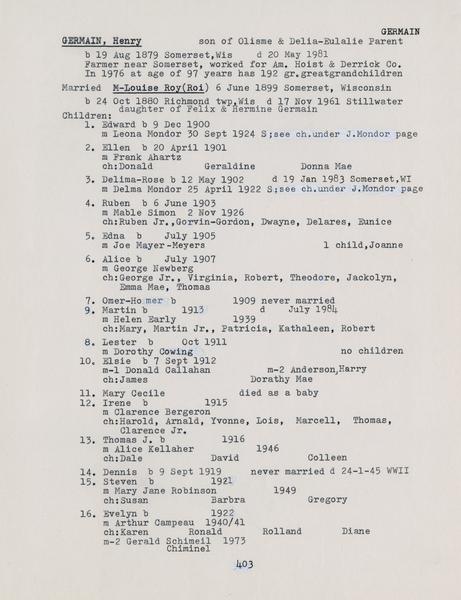 GERMAIN
GERMAIN, Henry son of Olisme & Delia-Eulalie Parent
b 19 Aug 1879 Somerset,Wis d 20 May 1981
Farmer near Somerset, worked for Am. Hoist & Derrick Co.
In 1976 at age of 97 years has 192 gr.greatgrandchildren
Married M-Louise Roy(Roi) 6 June 1899 Somerset, Wisconsin
b 24 Oct 1880 Richmond twp,Wis d 17 Nov 1961 Stillwater
daughter of Felix & Hermine Germain
Children:
1. Edward b 9 Dec 1900
m Leona Mondor 30 Sept 1924 S;see ch.under J.Mondor page
2. Ellen b 20 April 1901
m Frank Ahartz
ch:Donald Geraldine Donna Mae
3. Delima-Rose b 12 May 1902 d 19 Jan 1983 Somerset,WI
m Delma Mondor 25 April 1922 S;see ch.under J.Mondor page
4. Ruben b 6 June 1903
m Mable Simon 2 Nov 1926
ch:Ruben Jr.,Gorvin-Gordon, Dwayne, Delares, Eunice
5. Edna b July 1905
m Joe Mayer-Meyers 1 child,Joanne
6. Alice b July 1907
m George Newberg
ch:George Jr., Virginia, Robert, Theodore, Jackolyn,
Emma Mae, Thomas
7. Omer-Homer b 1909 never married
9. Martin b 1913 d July 1984
m Helen Early 1939
ch:Mary, Martin Jr., Patricia, Kathaleen, Robert
8. Lester b Oct 1911
m Dorothy Cowing no children
10. Elsie b 7 Sept 1912
m-1 Donald Callahan m-2 Anderson,Harry
ch:James Dorathy Mae
11. Mary Cecile died as a baby
12. Irene b 1915
m Clarence Bergeron
ch:Harold, Arnald, Yvonne, Lois, Marcell, Thomas,
Clarence Jr.
13. Thomas J. b 1916
m Alice Kellaher 1946
ch:Dale David Colleen
14. Dennis b 9 Sept 1919 never married d 24-1-45 WWII
15. Steven b 1921
m Mary Jane Robinson 1949
ch:Susan Barbra Gregory
16. Evelyn b 1922
m Arthur Campeau 1940/41
ch:Karen Ronald Rolland Diane
m-2 Gerald Schimeil 1973
Chiminel
403